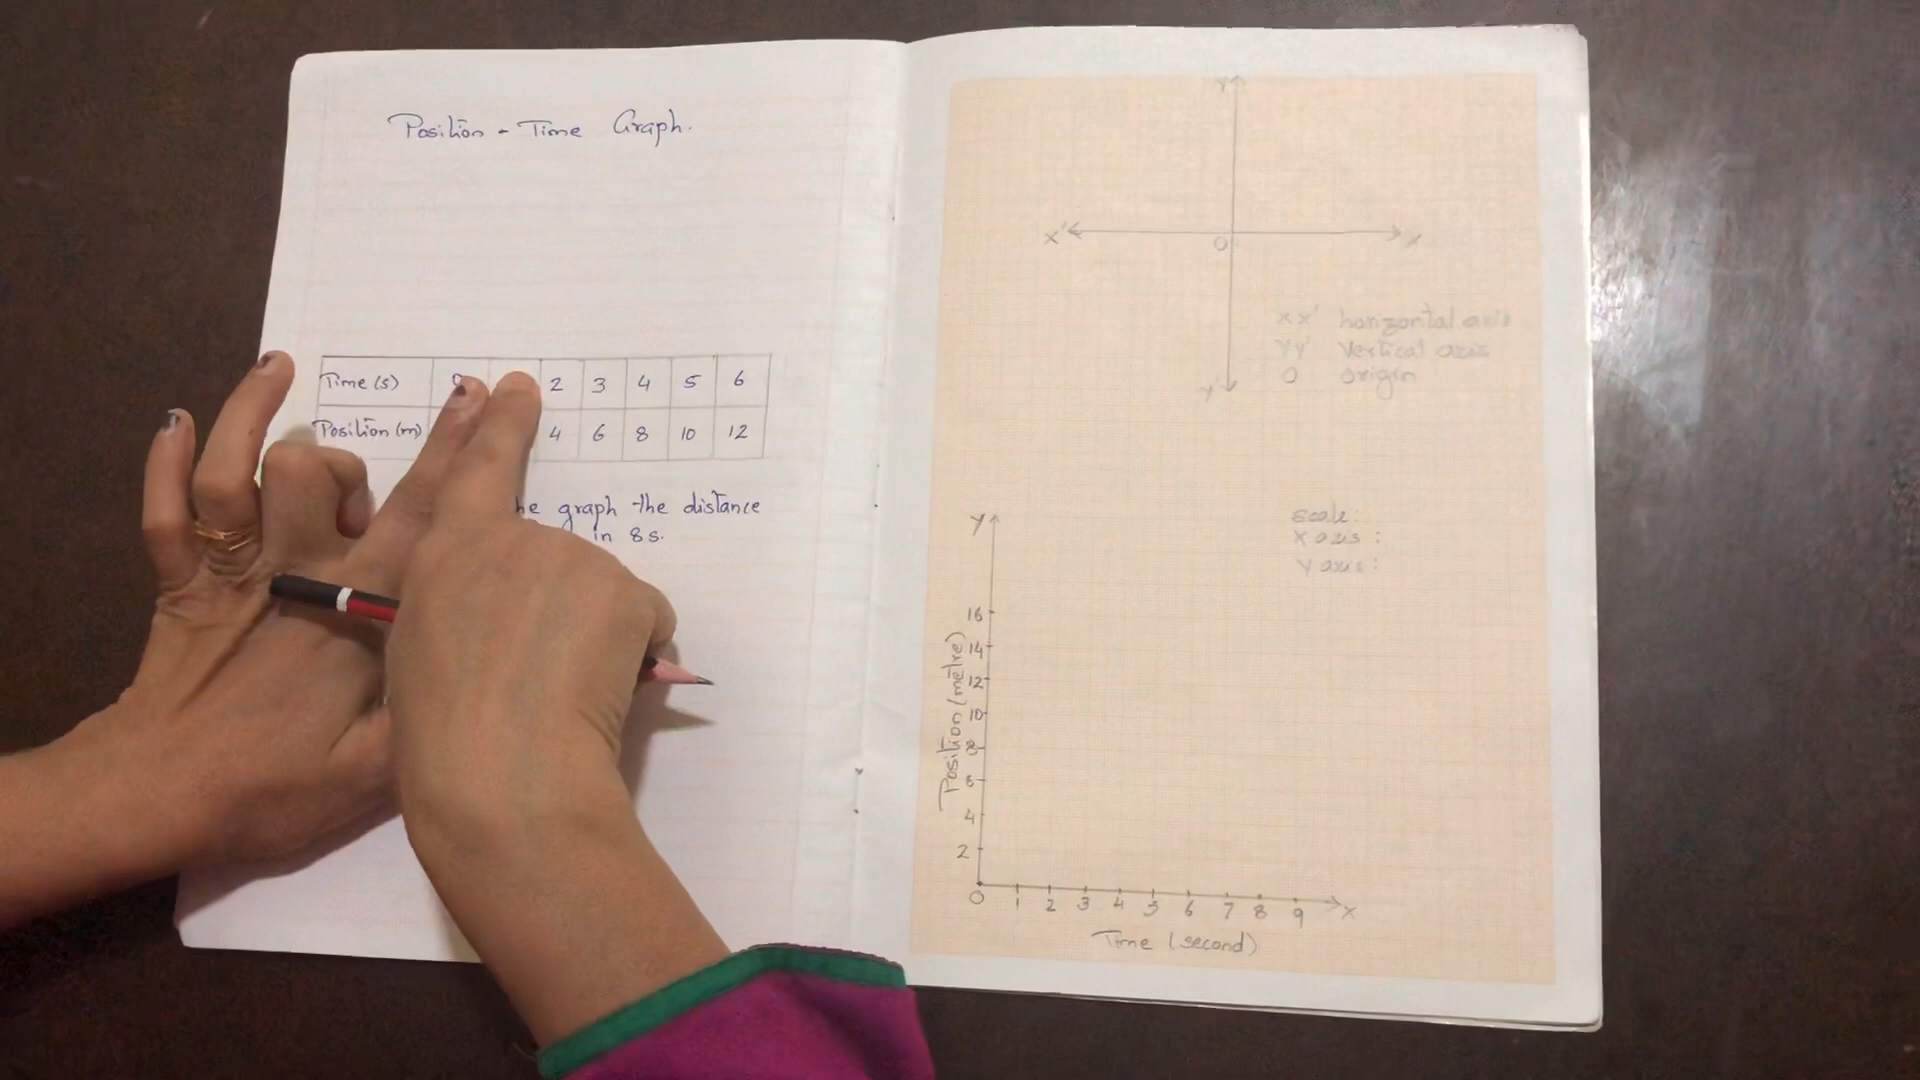 Position - Time Graph.
Time (s) 0 2 3 4 5 6
Position (m) 4 6 8 10 12
he graph the distance
in 8s.
Y
X' O X
Y'
XX' horizontal axis
YY' Vertical axis
O origin
Scale:
X axis :
Y axis :
Y
16
14
12
10
8
6
4
2
Position (metre)
O 1 2 3 4 5 6 7 8 9 X
Time (second)